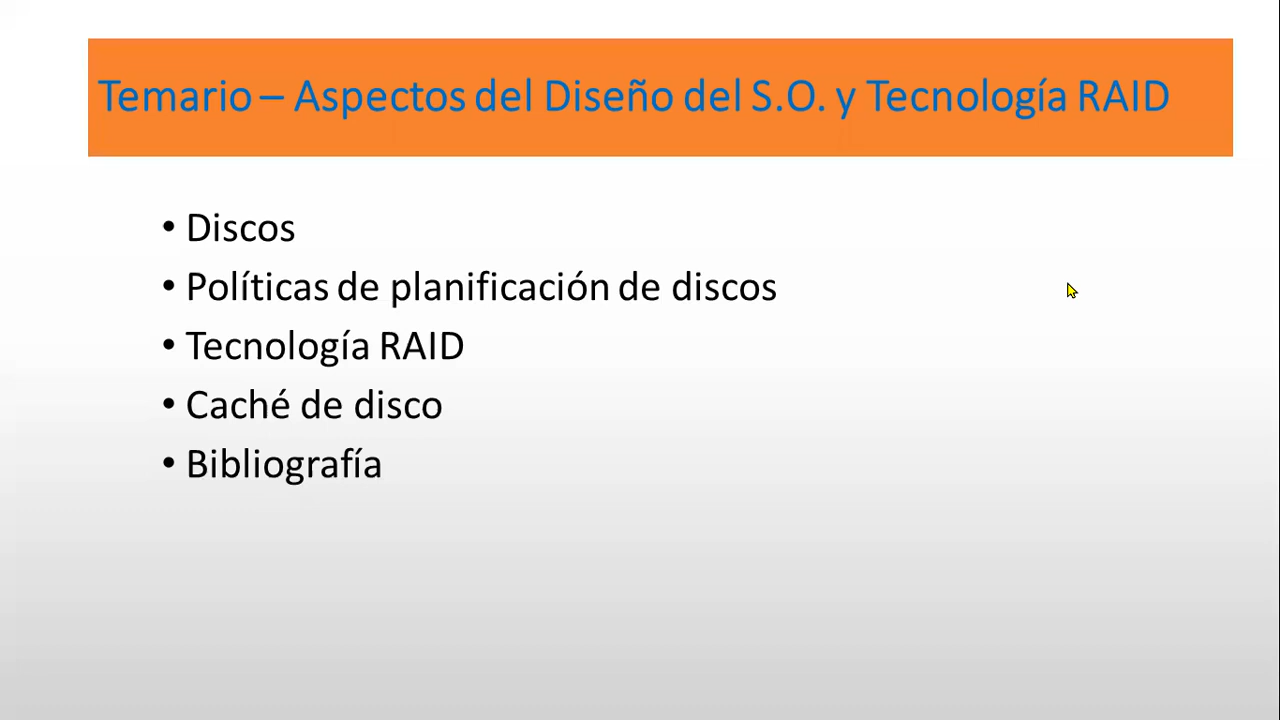 Temario – Aspectos del Diseño del S.O. y Tecnología RAID
• Discos
• Políticas de planificación de discos
• Tecnología RAID
• Caché de disco
• Bibliografía